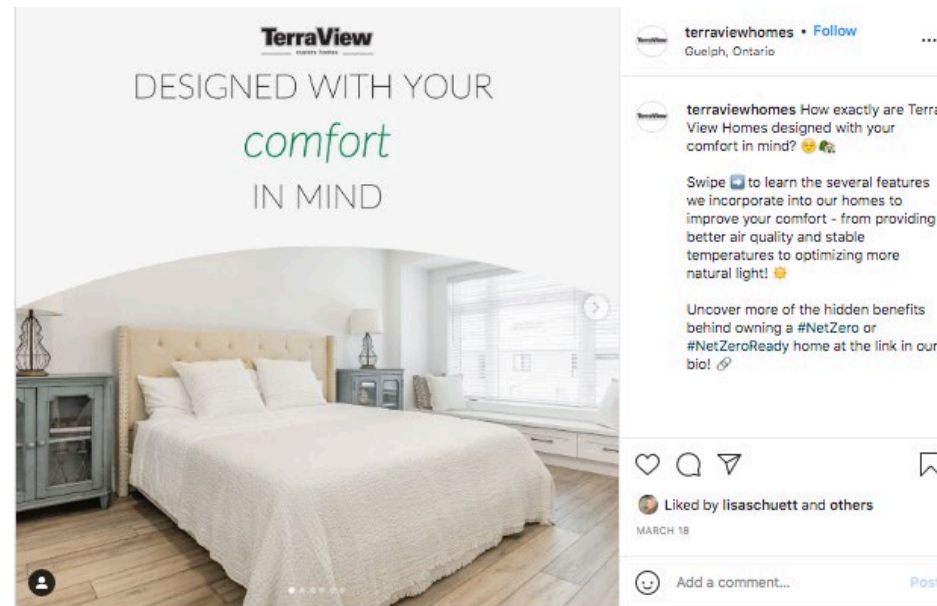 TerraView
custom homes
DESIGNED WITH YOUR
comfort
IN MIND
terraviewhomes • Follow
Guelph, Ontario
terraviewhomes How exactly are Terra
View Homes designed with your
comfort in mind? 😌🏡
Swipe ➡️ to learn the several features
we incorporate into our homes to
improve your comfort - from providing
better air quality and stable
temperatures to optimizing more
natural light! ☀️
Uncover more of the hidden benefits
behind owning a #NetZero or
#NetZeroReady home at the link in our
bio! 🔗
Liked by lisaschuett and others
MARCH 18
Add a comment...
Post